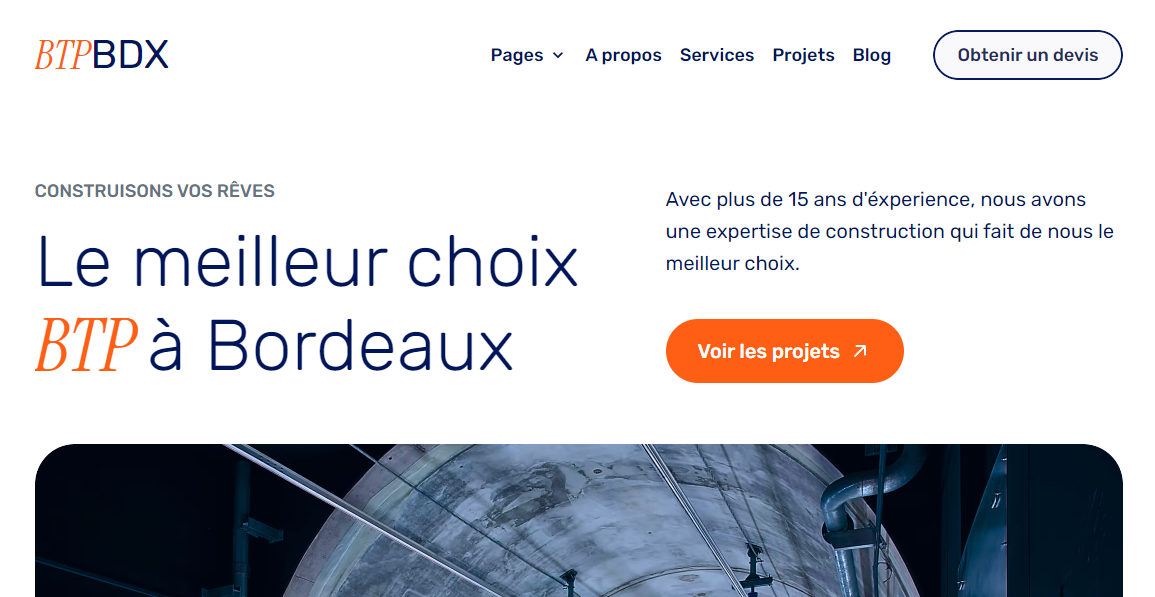 BTPBDX
Pages
A propos
Services
Projets
Blog
Obtenir un devis
CONSTRUISONS VOS RÊVES
Le meilleur choix
BTP à Bordeaux
Avec plus de 15 ans d'éxperience, nous avons
une expertise de construction qui fait de nous le
meilleur choix.
Voir les projets